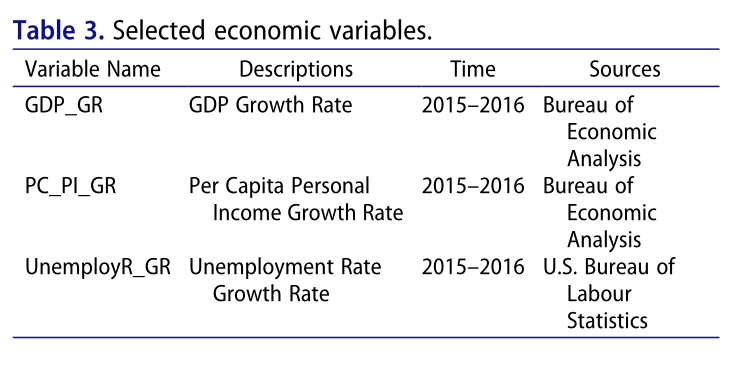 Table 3. Selected economic variables.
Variable Name Descriptions Time Sources
GDP_GR GDP Growth Rate 2015–2016 Bureau of
Economic
Analysis
PC_PI_GR Per Capita Personal 2015–2016 Bureau of
Income Growth Rate Economic
Analysis
UnemployR_GR Unemployment Rate 2015–2016 U.S. Bureau of
Growth Rate Labour
Statistics